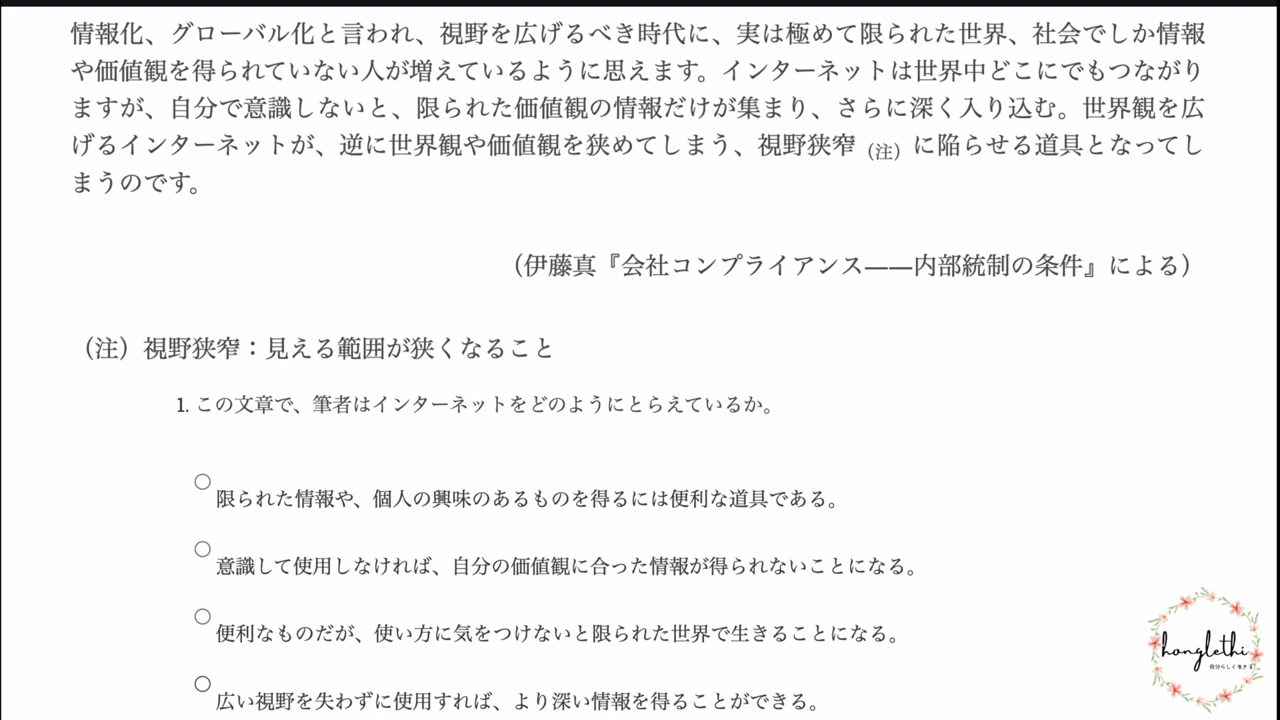 情報化、グローバル化と言われ、視野を広げるべき時代に、実は極めて限られた世界、社会でしか情報
や価値観を得られていない人が増えているように思えます。インターネットは世界中どこにでもつながり
ますが、自分で意識しないと、限られた価値観の情報だけが集まり、さらに深く入り込む。世界観を広
げるインターネットが、逆に世界観や価値観を狭めてしまう、視野狭窄（注）に陥らせる道具となってし
まうのです。
（伊藤真『会社コンプライアンス――内部統制の条件』による）
（注）視野狭窄：見える範囲が狭くなること
1. この文章で、筆者はインターネットをどのようにとらえているか。
限られた情報や、個人の興味のあるものを得るには便利な道具である。
意識して使用しなければ、自分の価値観に合った情報が得られないことになる。
便利なものだが、使い方に気をつけないと限られた世界で生きることになる。
広い視野を失わずに使用すれば、より深い情報を得ることができる。
honglethi
自分らしく生きる